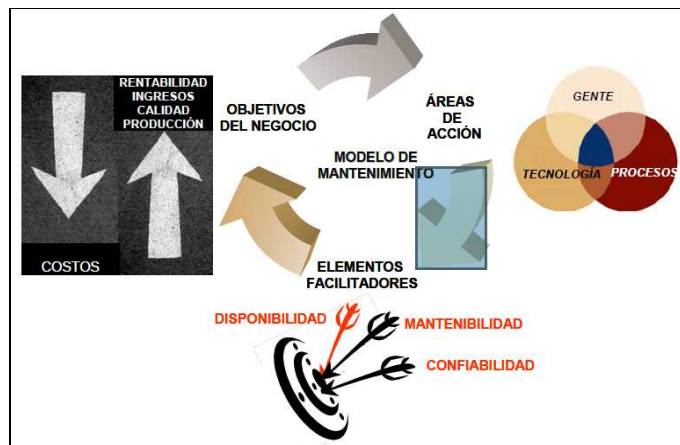 RENTABILIDAD
INGRESOS
CALIDAD
PRODUCCIÓN
COSTOS
OBJETIVOS
DEL NEGOCIO
ÁREAS
DE
ACCIÓN
MODELO DE
MANTENIMIENTO
GENTE
TECNOLOGÍA
PROCESOS
ELEMENTOS
FACILITADORES
DISPONIBILIDAD
MANTENIBILIDAD
CONFIABILIDAD